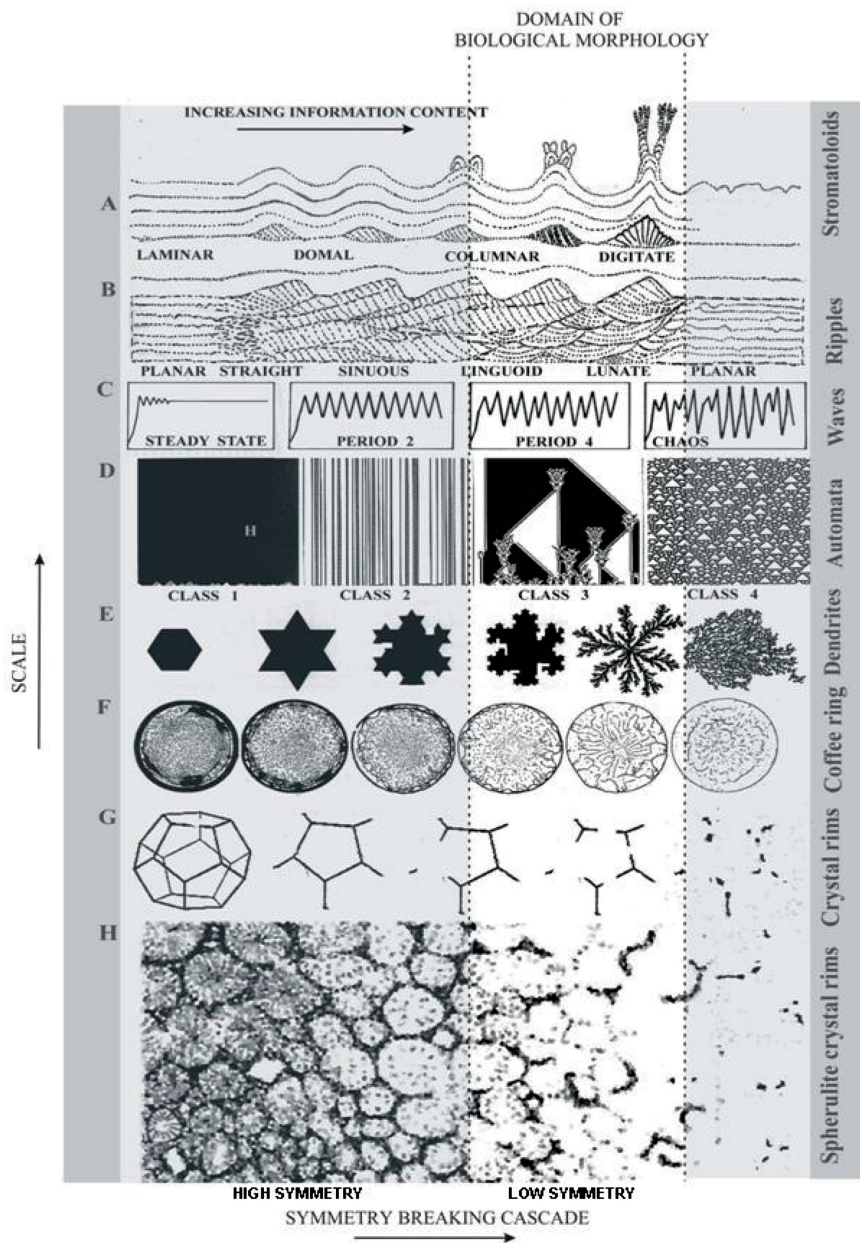 DOMAIN OF
BIOLOGICAL MORPHOLOGY
INCREASING INFORMATION CONTENT
A
LAMINAR DOMAL COLUMNAR DIGITATE
Stromatoloids
B
PLANAR STRAIGHT SINUOUS LINGUOID LUNATE PLANAR
Ripples
C
STEADY STATE PERIOD 2 PERIOD 4 CHAOS
Waves
D
H
CLASS 1 CLASS 2 CLASS 3 CLASS 4
Automata
E
Dendrites
F
Coffee ring
G
Crystal rims
H
Spherulite crystal rims
SCALE
HIGH SYMMETRY LOW SYMMETRY
SYMMETRY BREAKING CASCADE